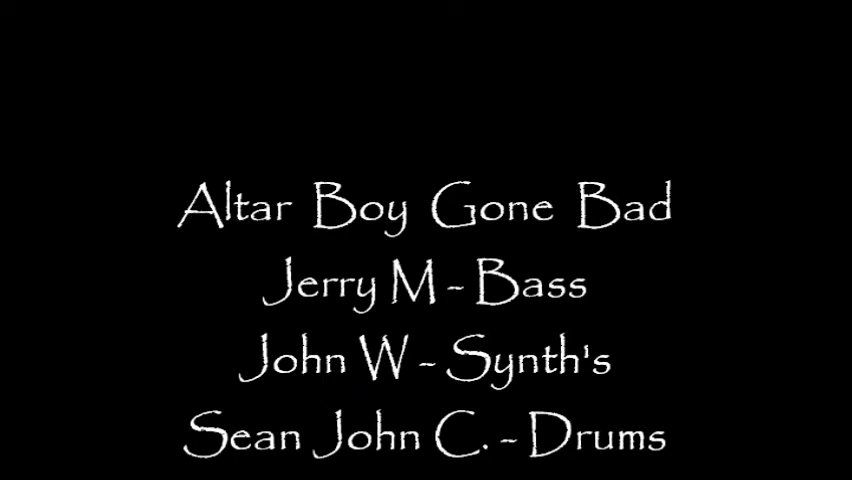 Altar Boy Gone Bad
Jerry M - Bass
John W - Synth's
Sean John C. - Drums